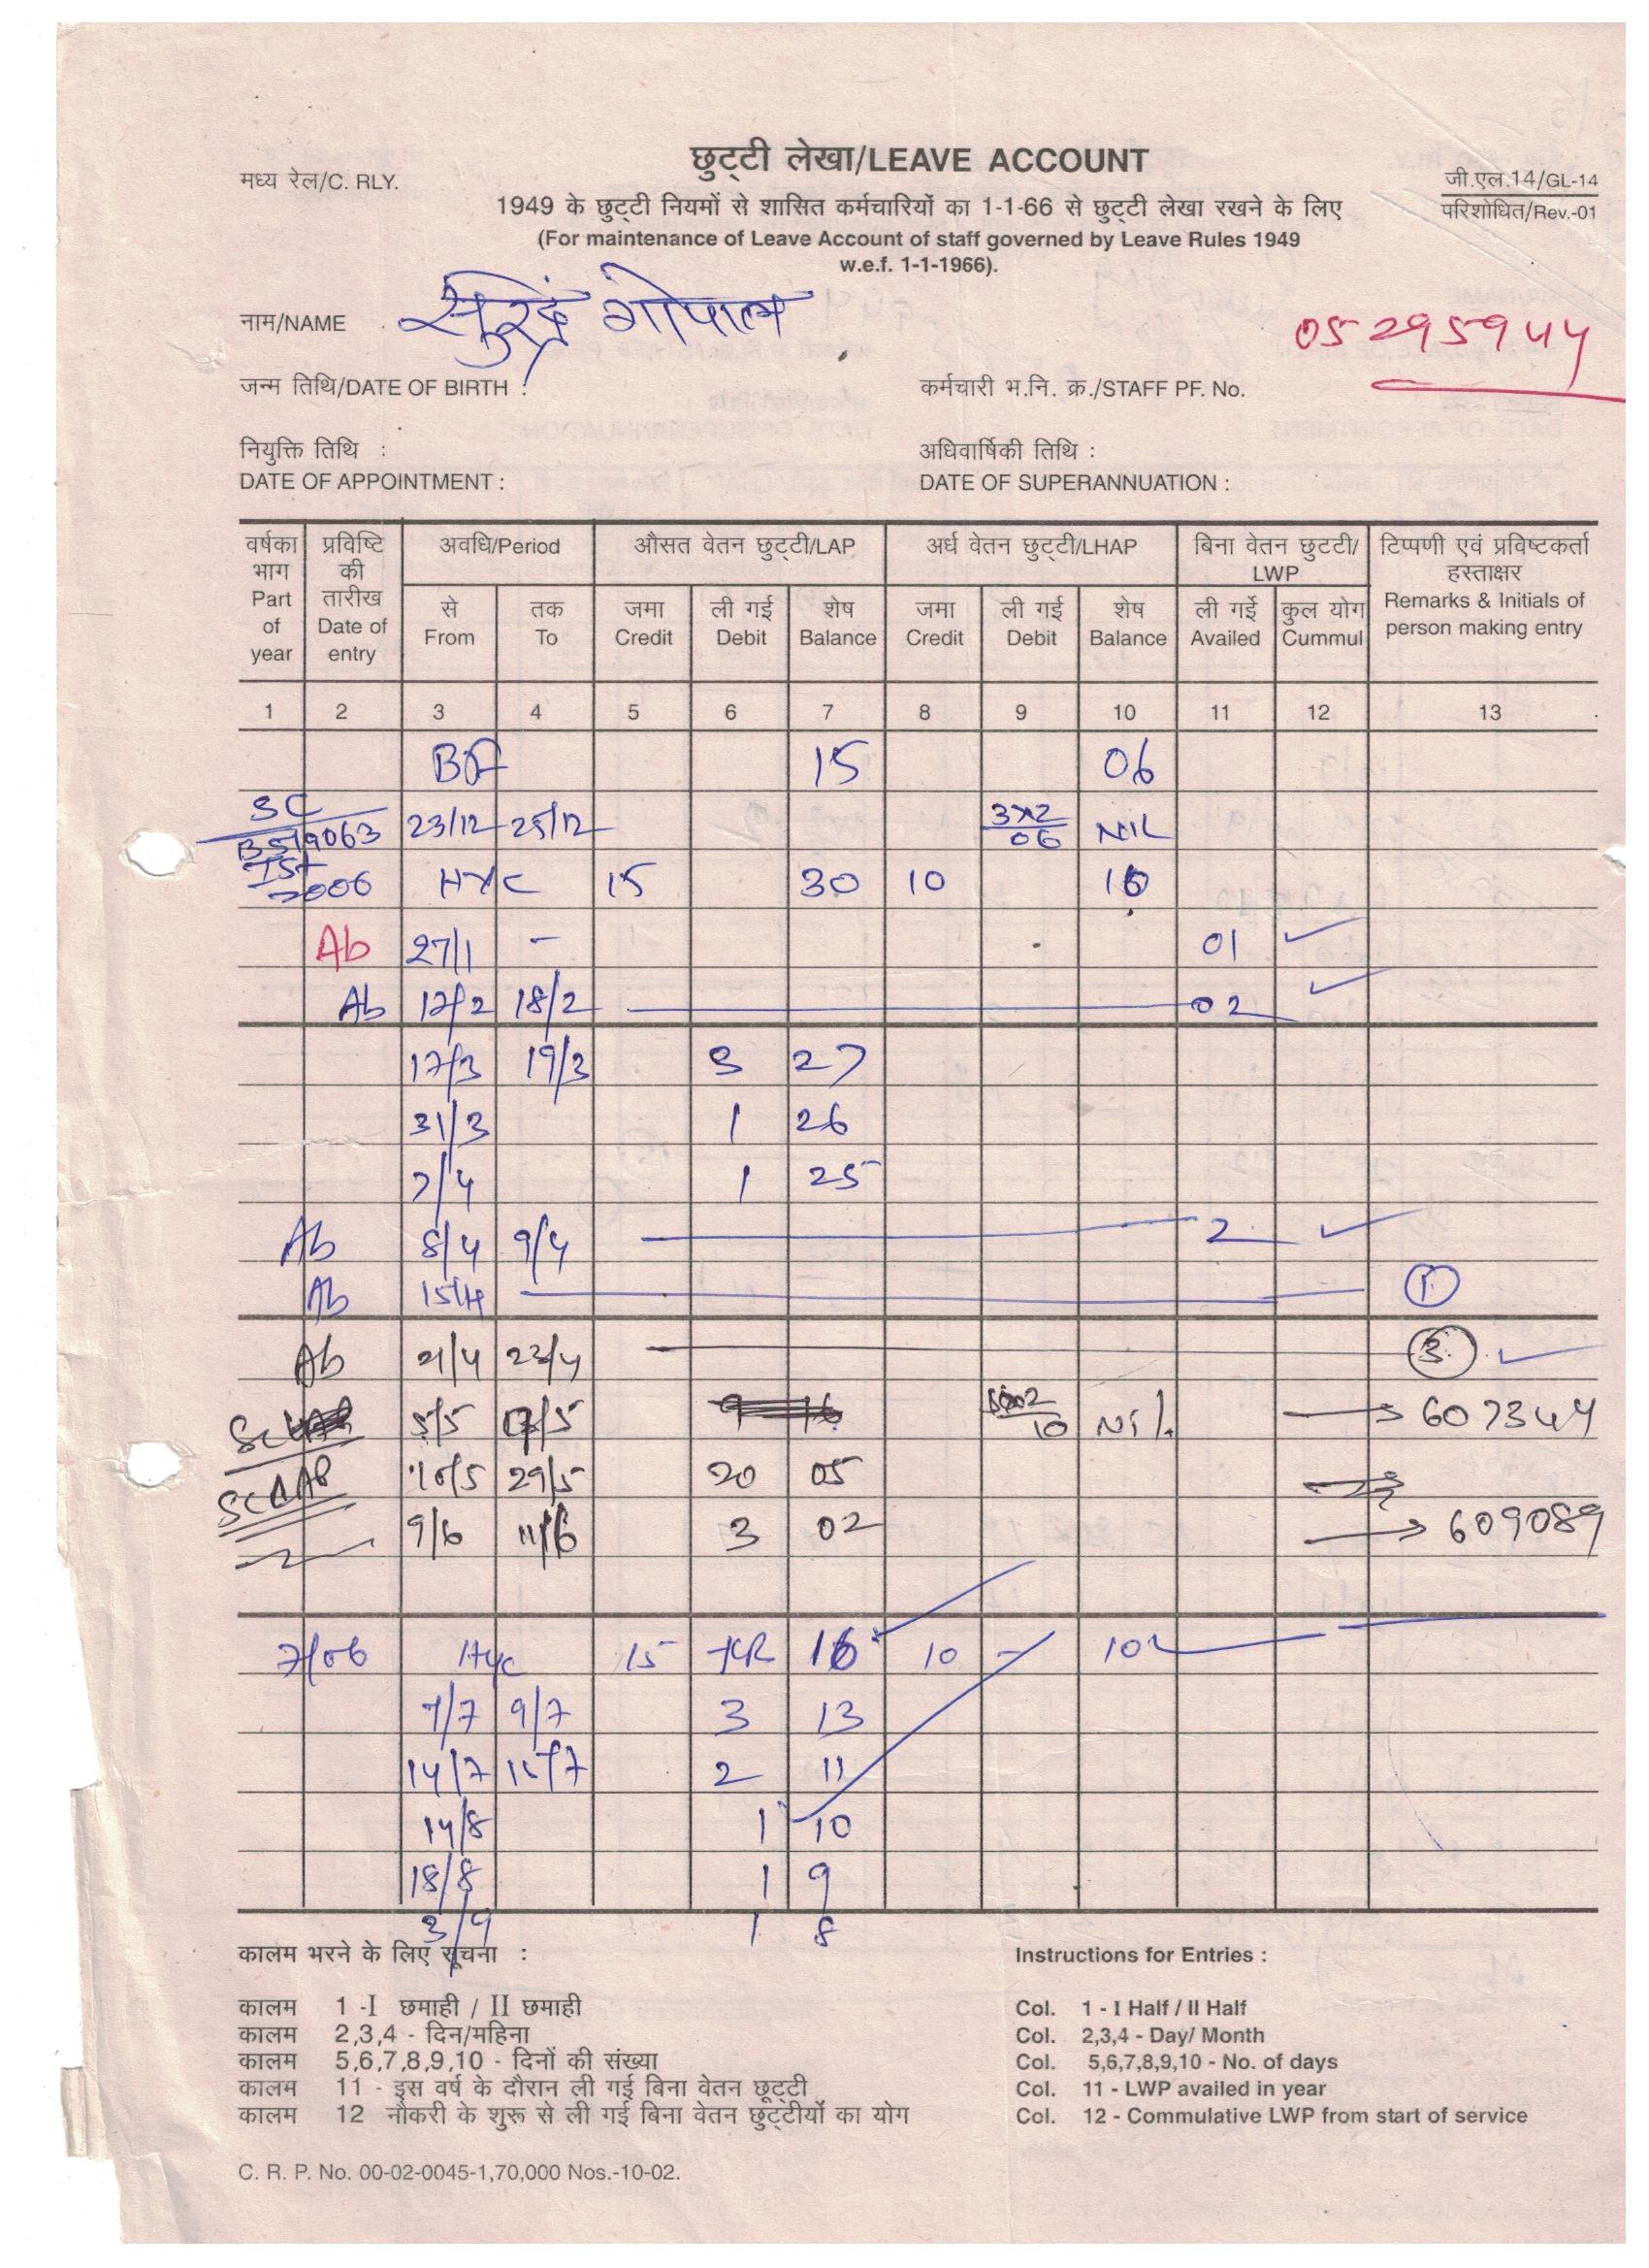 छुट्टी लेखा/LEAVE ACCOUNT
मध्य रेल/C. RLY.
जी.एल.14/GL-14
परिशोधित/Rev.-01
1949 के छुट्टी नियमों से शासित कर्मचारियों का 1-1-66 से छुट्टी लेखा रखने के लिए
(For maintenance of Leave Account of staff governed by Leave Rules 1949
w.e.f. 1-1-1966).
नाम/NAME सुरेंद्र गोपाल
05295944
जन्म तिथि/DATE OF BIRTH : कर्मचारी भ.नि. क्र./STAFF PF. No.
नियुक्ति तिथि : अधिवार्षिकी तिथि :
DATE OF APPOINTMENT : DATE OF SUPERANNUATION :
वर्षका भाग Part of year
प्रविष्टि की तारीख Date of entry
अवधि/Period
से From
तक To
औसत वेतन छुट्टी/LAP
जमा Credit
ली गई Debit
शेष Balance
अर्ध वेतन छुट्टी/LHAP
जमा Credit
ली गई Debit
शेष Balance
बिना वेतन छुटटी/LWP
ली गईे Availed
कुल योग Cummul
टिप्पणी एवं प्रविष्टकर्ता हस्ताक्षर
Remarks & Initials of person making entry
1 2 3 4 5 6 7 8 9 10 11 12 13
BF 15 06
SC 9063 23/12 25/12 3x2/06 NIL
Ist 2006 HYC 15 30 10 10
Ab 27/1 - 01
Ab 17/2 18/2 02
17/3 19/3 3 27
31/3 1 26
7/4 1 25
Ab 8/4 9/4 2
Ab 15/4 1
Ab 21/4 23/4 3
SC 5/5 10 Nil 607344
SC LAP 10/5 29/5 20 05
9/6 11/6 3 02 609089
7/06 Hyc 15 16 10 - 10
7/7 9/7 3 13
14/7 15/7 2 11
14/8 1 10
18/8 1 9
3/9 1 8
कालम भरने के लिए सूचना : Instructions for Entries :
कालम 1 -I छमाही / II छमाही Col. 1 - I Half / II Half
कालम 2,3,4 - दिन/महिना Col. 2,3,4 - Day/ Month
कालम 5,6,7,8,9,10 - दिनों की संख्या Col. 5,6,7,8,9,10 - No. of days
कालम 11 - इस वर्ष के दौरान ली गई बिना वेतन छूट्टी Col. 11 - LWP availed in year
कालम 12 नौकरी के शुरू से ली गई बिना वेतन छुट्टीयों का योग Col. 12 - Commulative LWP from start of service
C. R. P. No. 00-02-0045-1,70,000 Nos.-10-02.